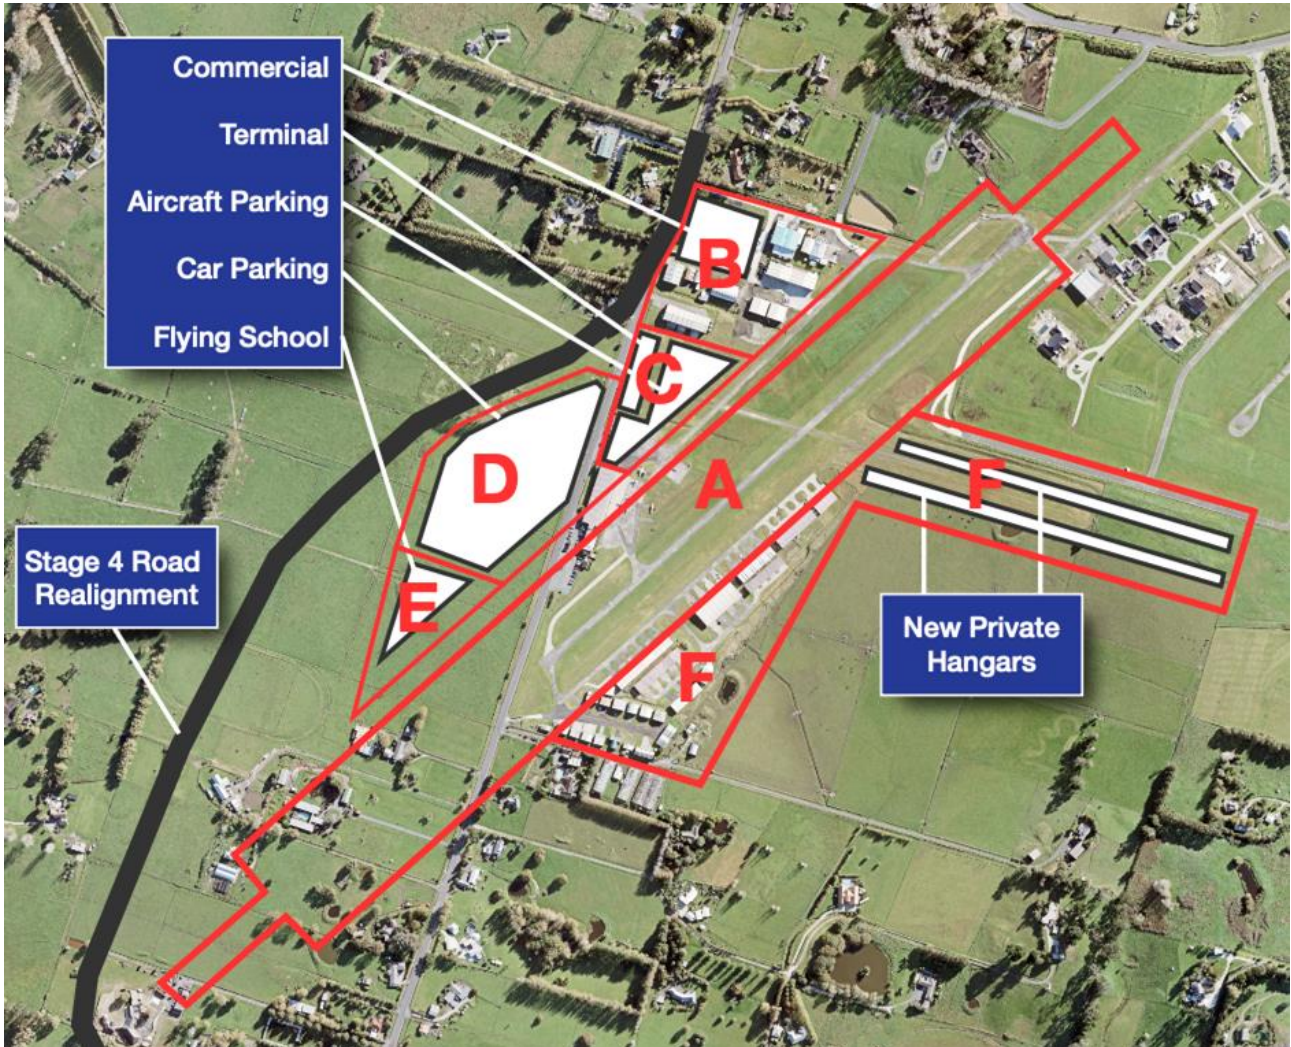 Commercial
Terminal
Aircraft Parking
Car Parking
Flying School
B
C
D
A
F
E
F
Stage 4 Road
Realignment
New Private
Hangars